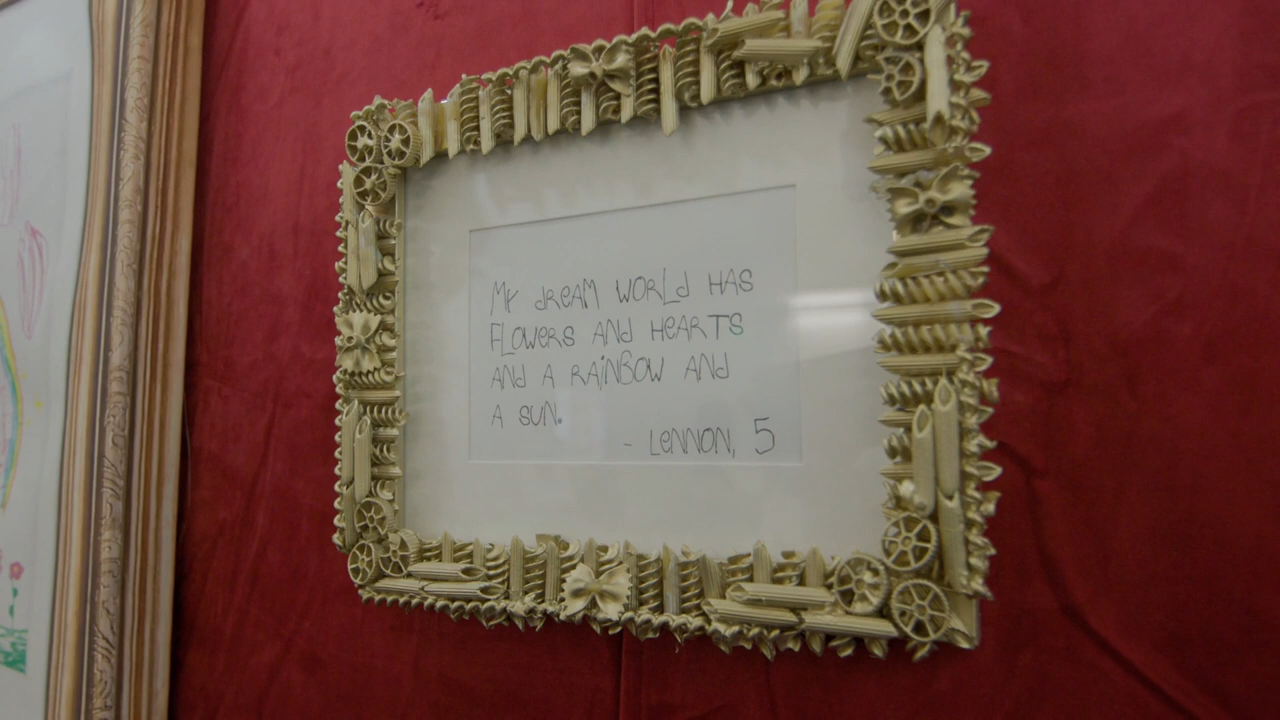 My dream WORLd HAS
FLOWERS ANd HEArTS
ANd A RAiNBOW ANd
A SUN.
- LeNNON, 5